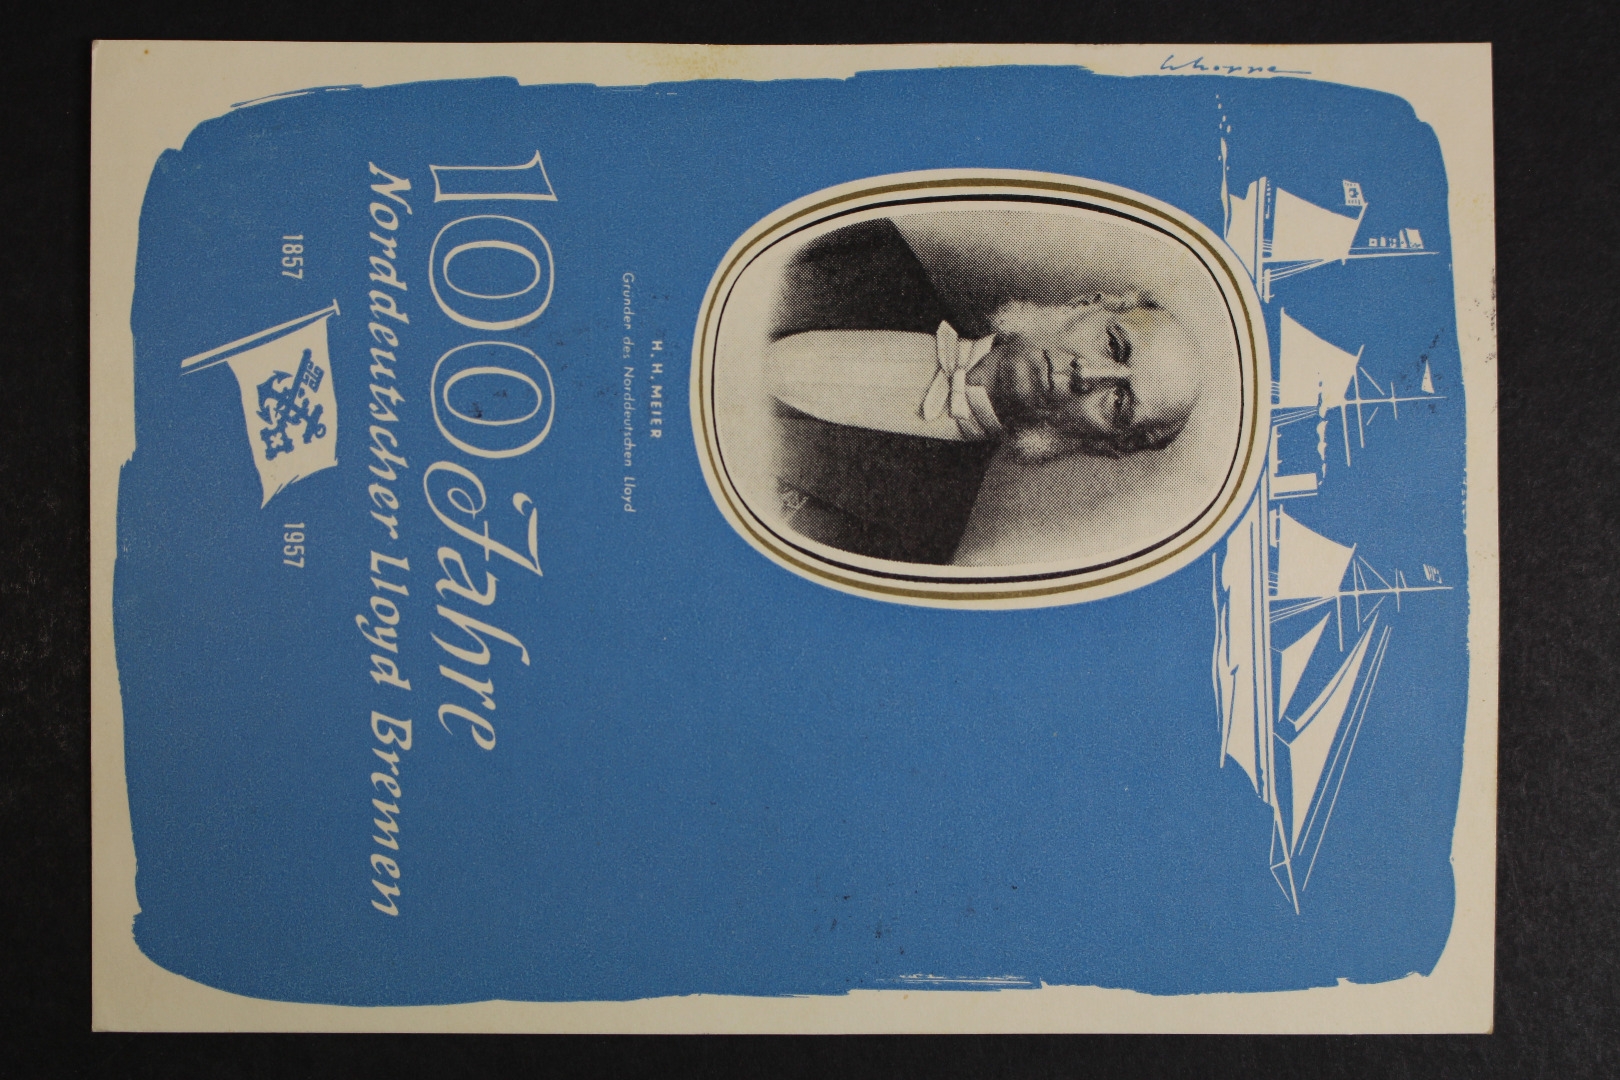 H. H. MEIER
Gründer des Norddeutschen Lloyd
100 Jahre
Norddeutscher Lloyd Bremen
1857
1957